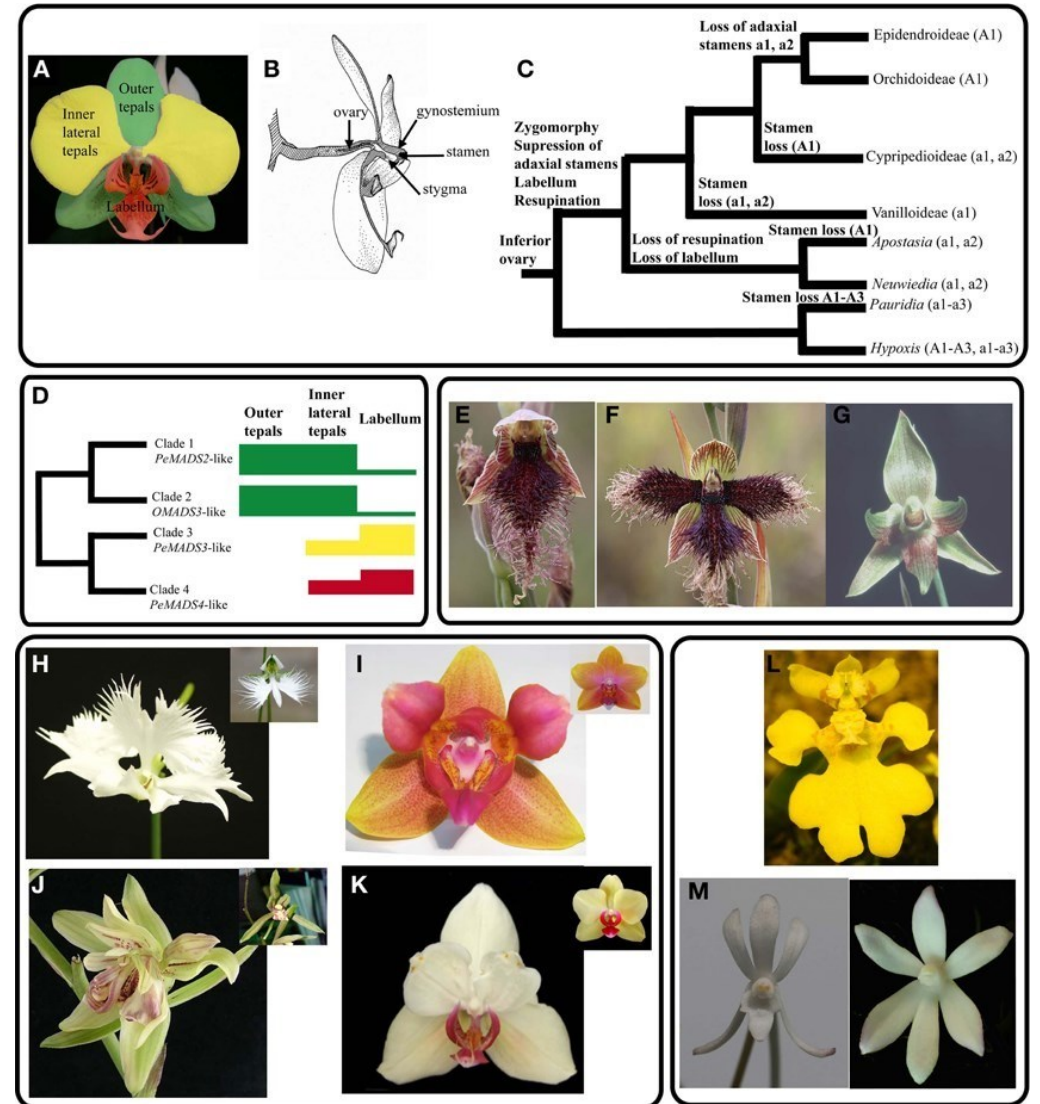 A
Outer
tepals
Inner
lateral
tepals
Labellum
B
ovary
gynostemium
stamen
stygma
C
Loss of adaxial
stamens a1, a2
Epidendroideae (A1)
Orchidoideae (A1)
Zygomorphy
Supression of
adaxial stamens
Labellum
Resupination
Stamen
loss (A1)
Cypripedioideae (a1, a2)
Stamen
loss (a1, a2)
Vanilloideae (a1)
Stamen loss (A1)
Inferior
ovary
Loss of resupination
Loss of labellum
Apostasia (a1, a2)
Neuwiedia (a1, a2)
Stamen loss A1-A3
Pauridia (a1-a3)
Hypoxis (A1-A3, a1-a3)
D
Outer
tepals
Inner
lateral
tepals
Labellum
Clade 1
PeMADS2-like
Clade 2
OMADS3-like
Clade 3
PeMADS3-like
Clade 4
PeMADS4-like
E
F
G
H
I
J
K
L
M